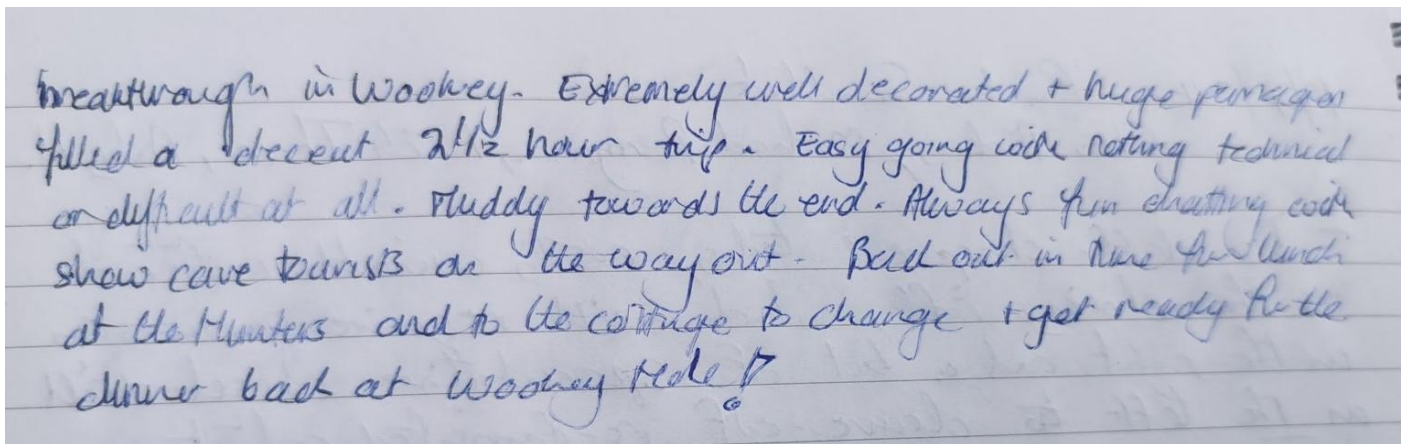 breakthrough in Wookey. Extremely well decorated + huge passages
filled a decent 2 1/2 hour trip. Easy going with nothing technical
or difficult at all. Muddy towards the end. Always fun chatting with
show cave tourists on the way out. Back out in time for lunch
at the Hunters and to the cottage to change + get ready for the
dinner back at Wookey Hole!